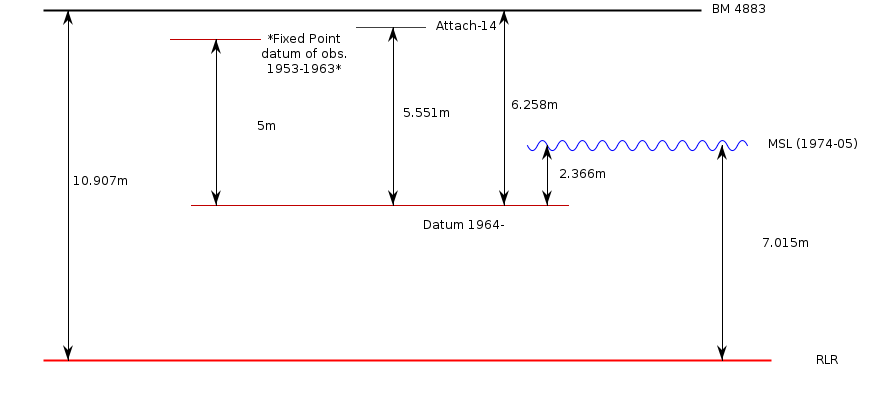 BM 4883
Attach-14
*Fixed Point
datum of obs.
1953-1963*
6.258m
5.551m
5m
MSL (1974-05)
2.366m
10.907m
Datum 1964-
7.015m
RLR